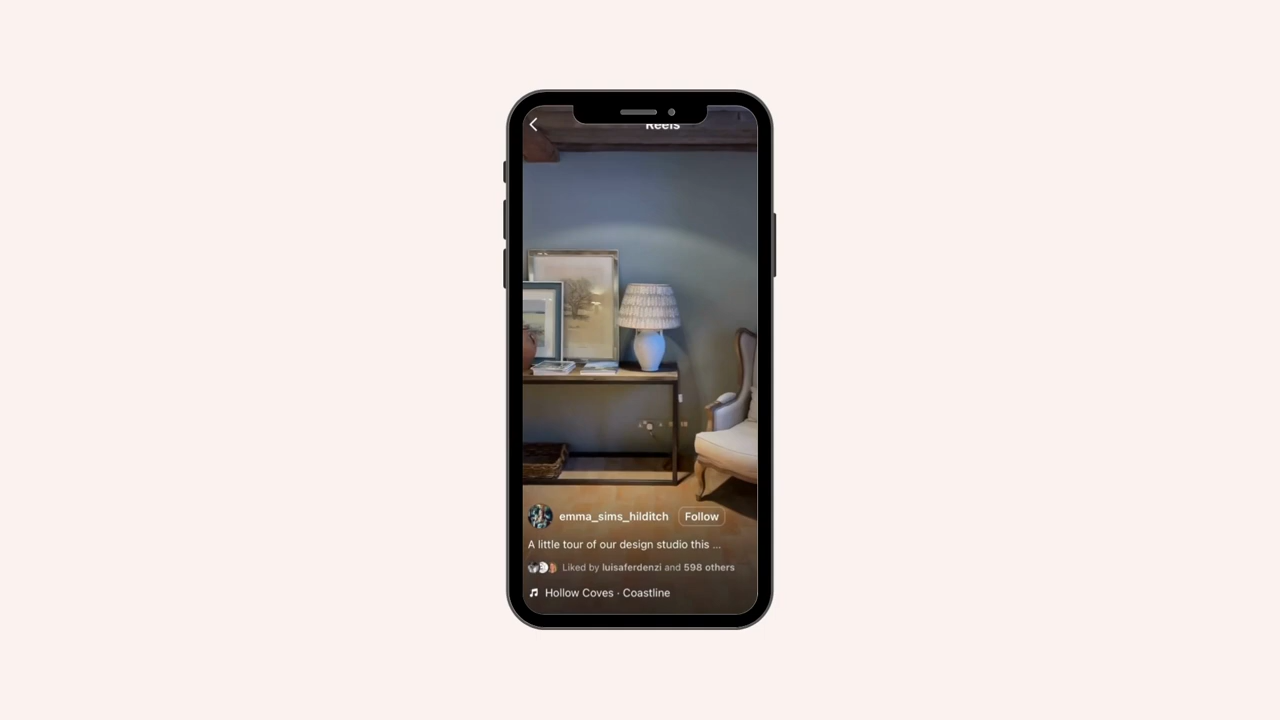 Reels
emma_sims_hilditch Follow
A little tour of our design studio this ...
Liked by luisaferdenzi and 598 others
Hollow Coves · Coastline